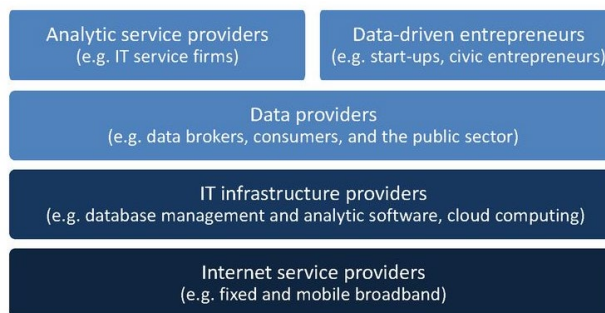 Analytic service providers
(e.g. IT service firms)
Data-driven entrepreneurs
(e.g. start-ups, civic entrepreneurs)
Data providers
(e.g. data brokers, consumers, and the public sector)
IT infrastructure providers
(e.g. database management and analytic software, cloud computing)
Internet service providers
(e.g. fixed and mobile broadband)